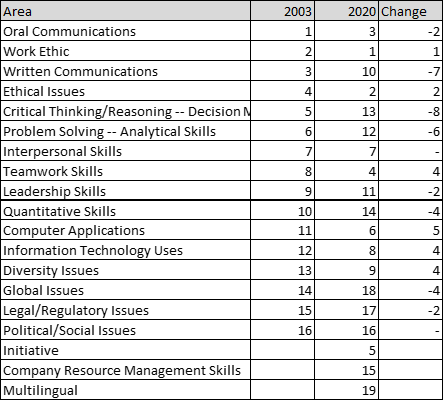 Area 2003 2020 Change
Oral Communications 1 3 -2
Work Ethic 2 1 1
Written Communications 3 10 -7
Ethical Issues 4 2 2
Critical Thinking/Reasoning -- Decision M 5 13 -8
Problem Solving -- Analytical Skills 6 12 -6
Interpersonal Skills 7 7 -
Teamwork Skills 8 4 4
Leadership Skills 9 11 -2
Quantitative Skills 10 14 -4
Computer Applications 11 6 5
Information Technology Uses 12 8 4
Diversity Issues 13 9 4
Global Issues 14 18 -4
Legal/Regulatory Issues 15 17 -2
Political/Social Issues 16 16 -
Initiative 5
Company Resource Management Skills 15
Multilingual 19